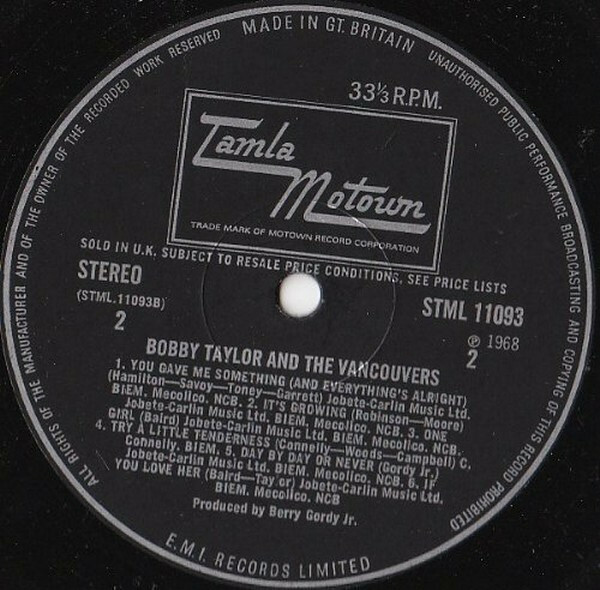 MADE IN GT. BRITAIN
UNAUTHORISED PUBLIC PERFORMANCE BROADCASTING AND COPYING OF THIS RECORD PROHIBITED
ALL RIGHTS OF THE MANUFACTURER AND OF THE OWNER OF THE RECORDED WORK RESERVED
33⅓ R.P.M.
Tamla
Motown
TRADE MARK OF MOTOWN RECORD CORPORATION
SOLD IN U.K. SUBJECT TO RESALE PRICE CONDITIONS, SEE PRICE LISTS
STEREO
(STML.11093B)
2
STML 11093
℗ 1968
2
BOBBY TAYLOR AND THE VANCOUVERS
1. YOU GAVE ME SOMETHING (AND EVERYTHING'S ALRIGHT)
(Hamilton—Savoy—Toney—Garrett) Jobete-Carlin Music Ltd.
BIEM. Mecolico. NCB. 2. IT'S GROWING (Robinson—Moore)
Jobete-Carlin Music Ltd. BIEM. Mecolico. NCB. 3. ONE
GIRL (Baird) Jobete-Carlin Music Ltd. BIEM. Mecolico. NCB.
4. TRY A LITTLE TENDERNESS (Connelly—Woods—Campbell) C.
Connelly. BIEM. 5. DAY BY DAY OR NEVER (Gordy Jr.)
Jobete-Carlin Music Ltd. BIEM. Mecolico. NCB. 6. IF
YOU LOVE HER (Baird—Tay or) Jobete-Carlin Music Ltd.
BIEM. Mecolico. NCB
Produced by Berry Gordy Jr.
E.M.I. RECORDS LIMITED